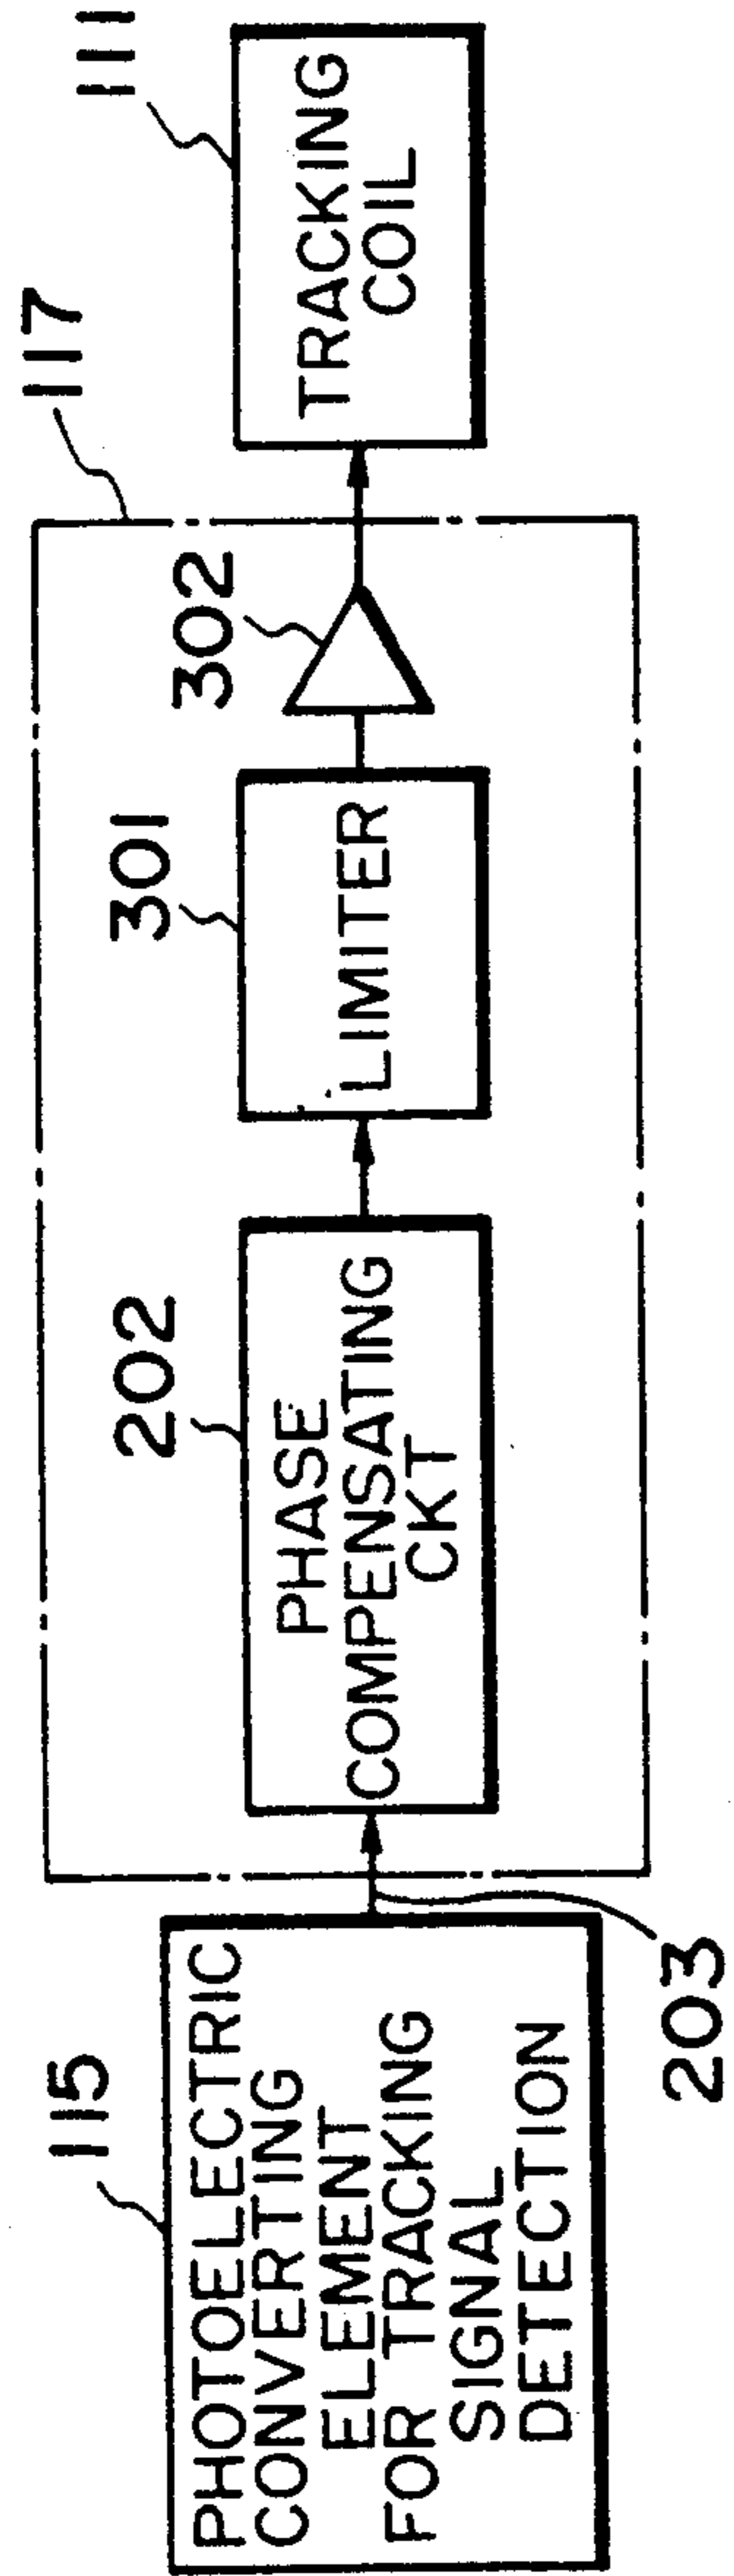 115
PHOTOELECTRIC
CONVERTING
ELEMENT
FOR TRACKING
SIGNAL
DETECTION
203
117
202
PHASE
COMPENSATING
CKT
301
LIMITER
302
111
TRACKING
COIL